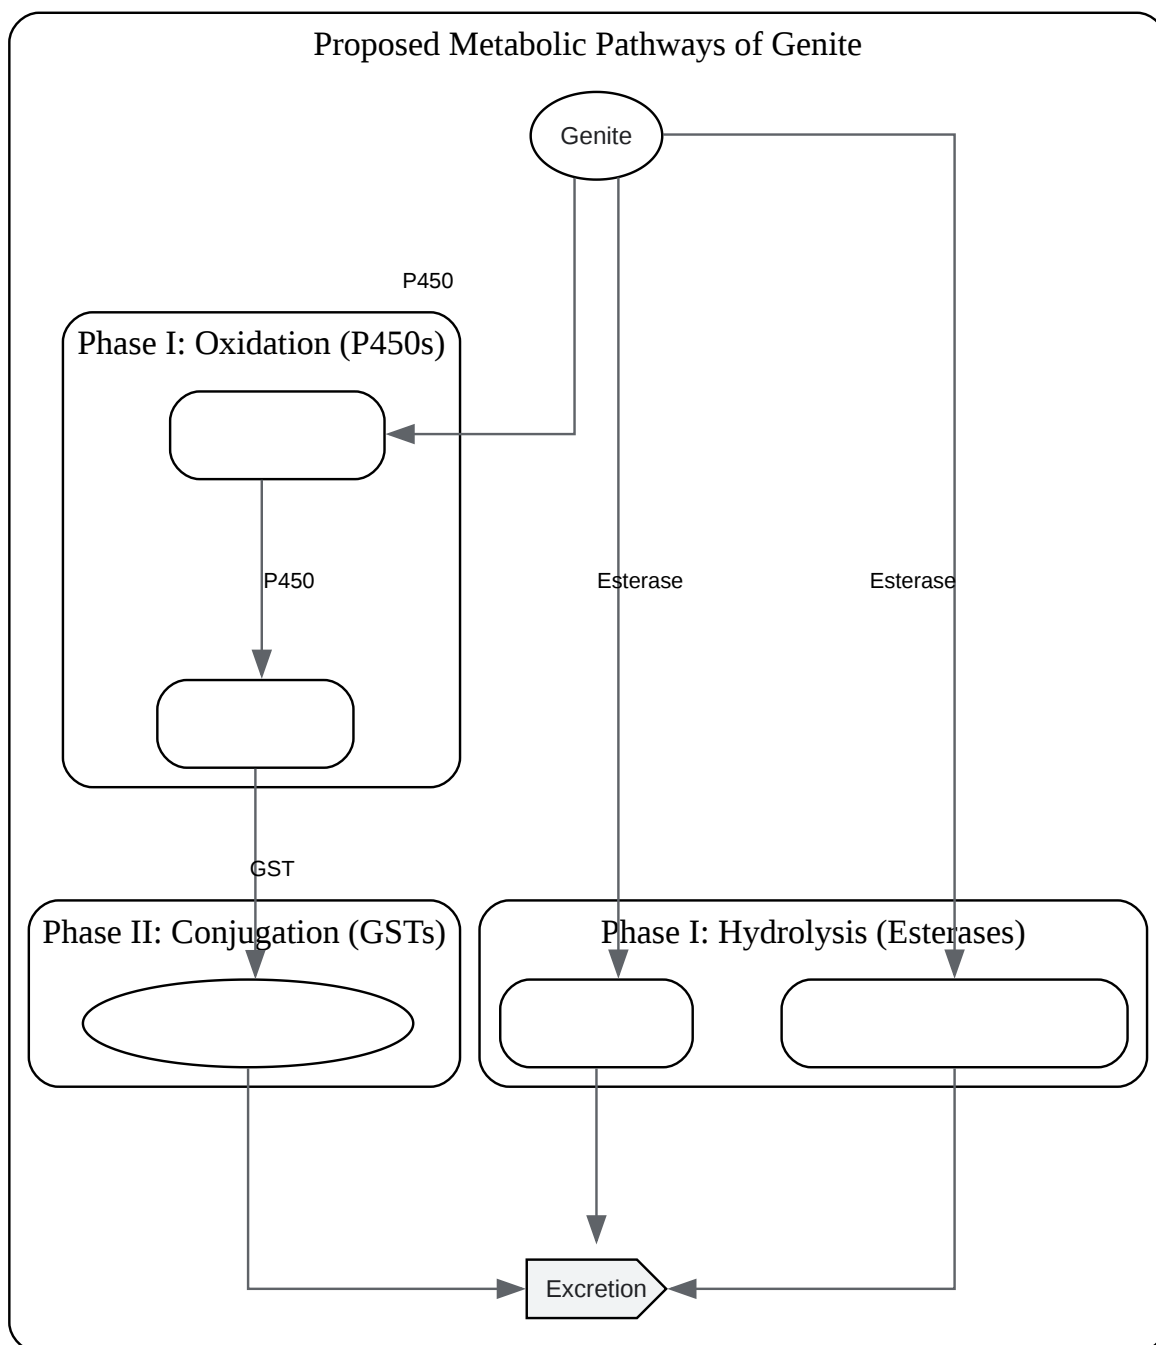 Proposed Metabolic Pathways of Genite
Genite
P450
Phase I: Oxidation (P450s)
P450
Esterase
Esterase
GST
Phase II: Conjugation (GSTs)
Phase I: Hydrolysis (Esterases)
Excretion